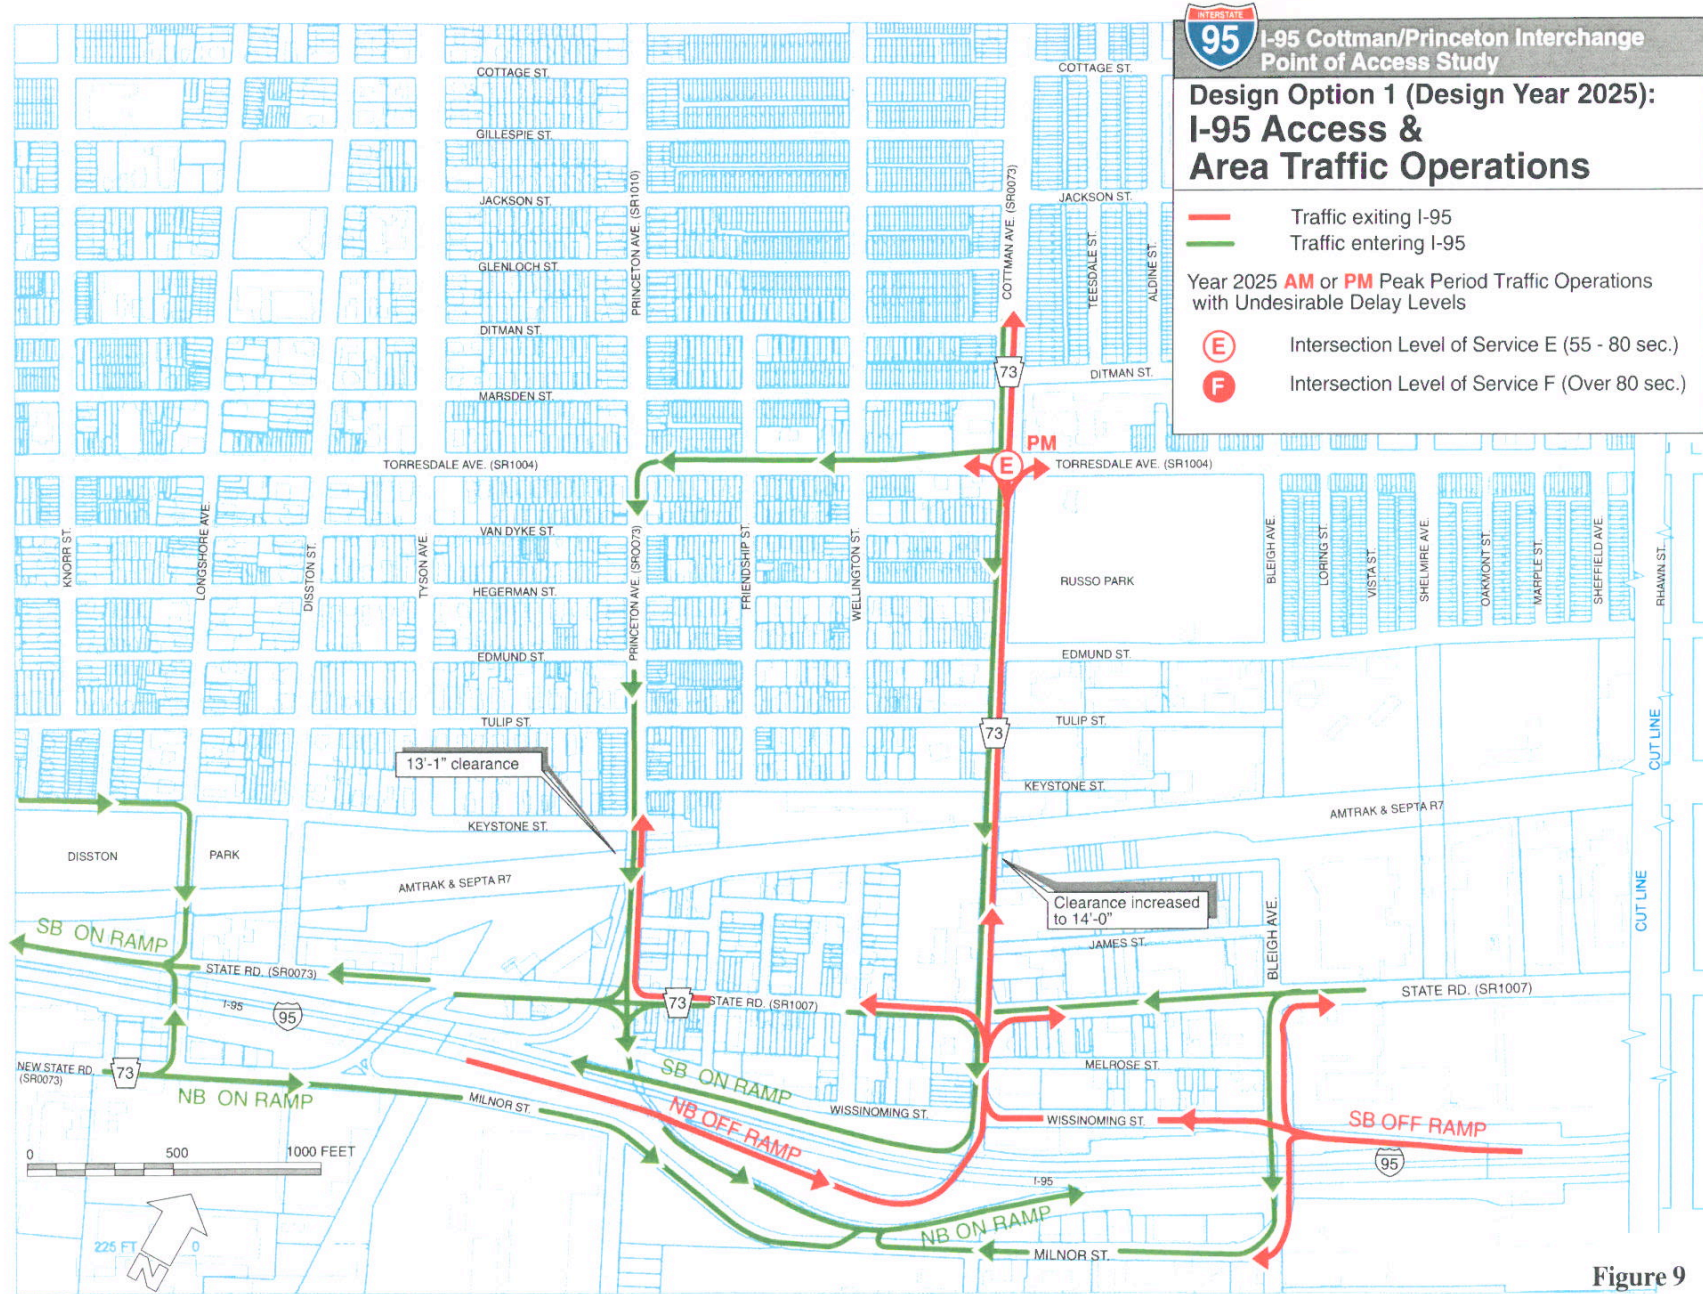 INTERSTATE
95
I-95 Cottman/Princeton Interchange
Point of Access Study
Design Option 1 (Design Year 2025):
I-95 Access &
Area Traffic Operations
Traffic exiting I-95
Traffic entering I-95
Year 2025 AM or PM Peak Period Traffic Operations
with Undesirable Delay Levels
E
Intersection Level of Service E (55 - 80 sec.)
F
Intersection Level of Service F (Over 80 sec.)
COTTAGE ST.
COTTAGE ST.
GILLESPIE ST.
JACKSON ST.
JACKSON ST.
PRINCETON AVE. (SR1010)
COTTMAN AVE. (SR0073)
TEESDALE ST.
ALDINE ST.
GLENLOCH ST.
DITMAN ST.
73
DITMAN ST.
MARSDEN ST.
PM
E
TORRESDALE AVE. (SR1004)
TORRESDALE AVE. (SR1004)
VAN DYKE ST.
KNORR ST.
LONGSHORE AVE.
DISSTON ST.
TYSON AVE.
PRINCETON AVE. (SR0073)
FRIENDSHIP ST.
WELLINGTON ST.
RUSSO PARK
BLEIGH AVE.
LORING ST.
VISTA ST.
SHELMIRE AVE.
OAKMONT ST.
MARPLE ST.
SHEFFIELD AVE.
RHAWN ST.
HEGERMAN ST.
EDMUND ST.
EDMUND ST.
TULIP ST.
TULIP ST.
73
CUT LINE
13'-1" clearance
KEYSTONE ST.
KEYSTONE ST.
AMTRAK & SEPTA R7
DISSTON
PARK
AMTRAK & SEPTA R7
Clearance increased
to 14'-0"
CUT LINE
JAMES ST.
BLEIGH AVE.
SB ON RAMP
STATE RD. (SR0073)
I-95
95
73
STATE RD. (SR1007)
STATE RD. (SR1007)
NEW STATE RD.
(SR0073)
73
NB ON RAMP
MILNOR ST.
SB ON RAMP
NB OFF RAMP
WISSINOMING ST.
MELROSE ST.
WISSINOMING ST.
SB OFF RAMP
95
I-95
NB ON RAMP
MILNOR ST.
0
500
1000 FEET
225 FT
0
N
Figure 9